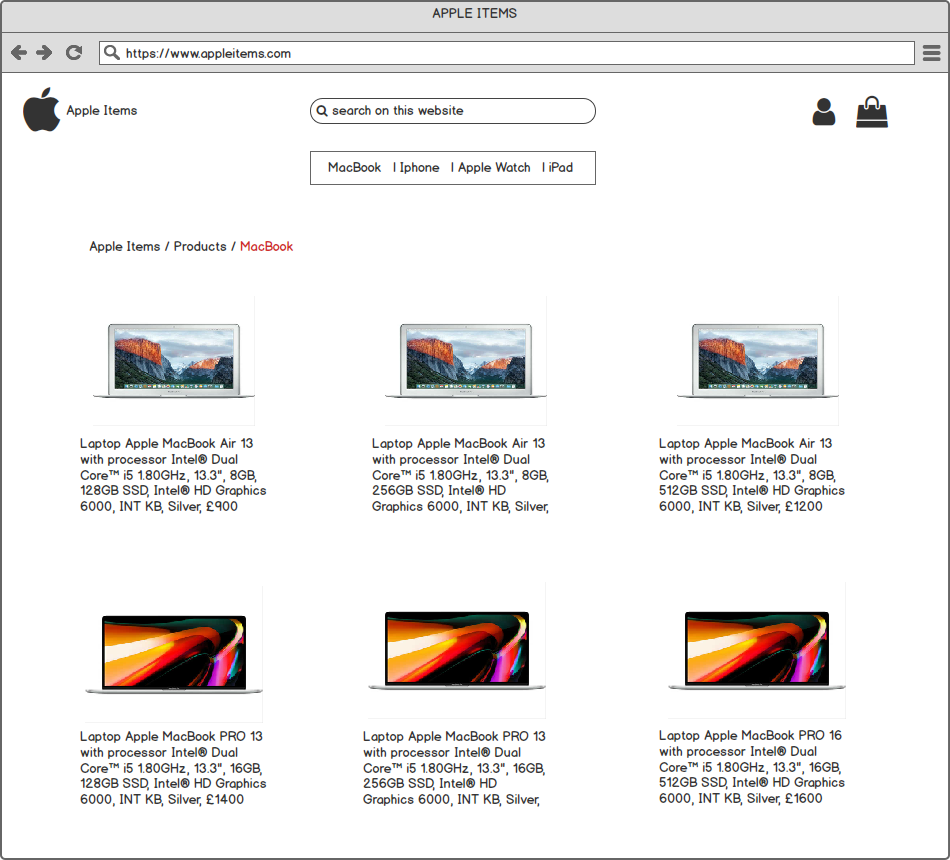 APPLE ITEMS
https://www.appleitems.com
Apple Items
search on this website
MacBook | Iphone | Apple Watch | iPad
Apple Items / Products / MacBook
Laptop Apple MacBook Air 13
with processor Intel® Dual
Core™ i5 1.80GHz, 13.3", 8GB,
128GB SSD, Intel® HD Graphics
6000, INT KB, Silver, £900
Laptop Apple MacBook Air 13
with processor Intel® Dual
Core™ i5 1.80GHz, 13.3", 8GB,
256GB SSD, Intel® HD
Graphics 6000, INT KB, Silver,
Laptop Apple MacBook Air 13
with processor Intel® Dual
Core™ i5 1.80GHz, 13.3", 8GB,
512GB SSD, Intel® HD Graphics
6000, INT KB, Silver, £1200
Laptop Apple MacBook PRO 13
with processor Intel® Dual
Core™ i5 1.80GHz, 13.3", 16GB,
128GB SSD, Intel® HD Graphics
6000, INT KB, Silver, £1400
Laptop Apple MacBook PRO 13
with processor Intel® Dual
Core™ i5 1.80GHz, 13.3", 16GB,
256GB SSD, Intel® HD
Graphics 6000, INT KB, Silver,
Laptop Apple MacBook PRO 16
with processor Intel® Dual
Core™ i5 1.80GHz, 13.3", 16GB,
512GB SSD, Intel® HD Graphics
6000, INT KB, Silver, £1600